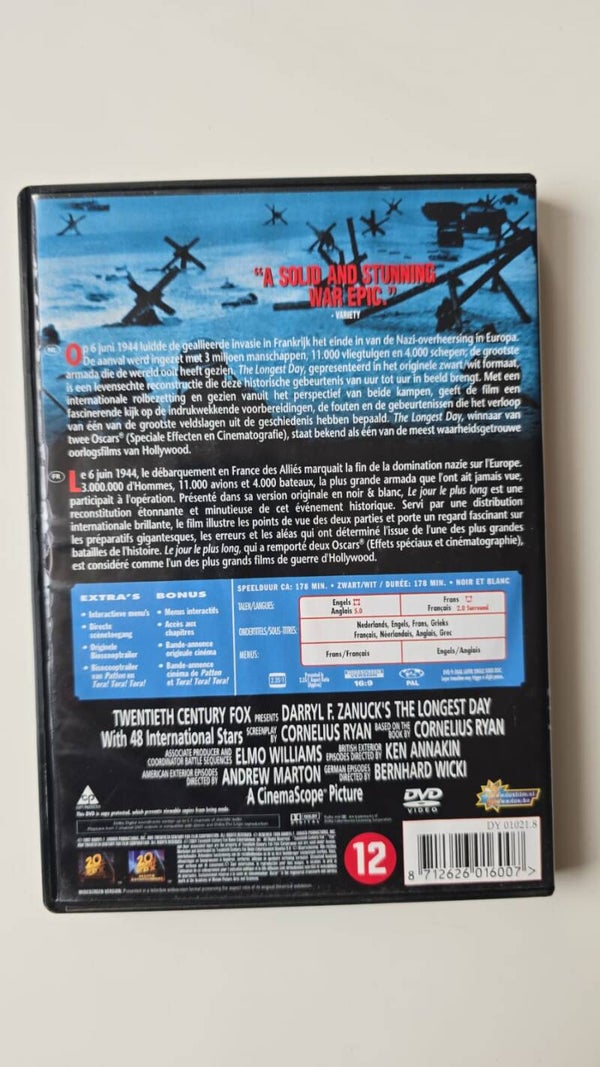 "A SOLID AND STUNNING
WAR EPIC."
- VARIETY
NL
Op 6 juni 1944 luidde de geallieerde invasie in Frankrijk het einde in van de Nazi-overheersing in Europa.
De aanval werd ingezet met 3 miljoen manschappen, 11.000 vliegtuigen en 4.000 schepen; de grootste
armada die de wereld ooit heeft gezien. The Longest Day, gepresenteerd in het originele zwart/wit formaat,
is een levensechte reconstructie die deze historische gebeurtenis van uur tot uur in beeld brengt. Met een
internationale rolbezetting en gezien vanuit het perspectief van beide kampen, geeft de film een
fascinerende kijk op de indrukwekkende voorbereidingen, de fouten en de gebeurtenissen die het verloop
van één van de grootste veldslagen uit de geschiedenis hebben bepaald. The Longest Day, winnaar van
twee Oscars® (Speciale Effecten en Cinematografie), staat bekend als één van de meest waarheidsgetrouwe
oorlogsfilms van Hollywood.
FR
Le 6 juin 1944, le débarquement en France des Alliés marquait la fin de la domination nazie sur l'Europe.
3.000.000 d'Hommes, 11.000 avions et 4.000 bateaux, la plus grande armada que l'ont ait jamais vue,
participait à l'opération. Présenté dans sa version originale en noir & blanc, Le jour le plus long est une
reconstitution étonnante et minutieuse de cet événement historique. Servi par une distribution
internationale brillante, le film illustre les points de vue des deux parties et porte un regard fascinant sur
les préparatifs gigantesques, les erreurs et les aléas qui ont déterminé l'issue de l'une des plus grandes
batailles de l'histoire. Le jour le plus long, qui a remporté deux Oscars® (Effets spéciaux et cinématographie),
est considéré comme l'un des plus grands films de guerre d'Hollywood.
EXTRA'S BONUS
• Interactieve menu's • Menus interactifs
• Directe scènetoegang • Accès aux chapitres
• Originele Bioscooptrailer • Bande-annonce originale cinéma
• Bioscooptrailer van Patton en Tora! Tora! Tora! • Bande-annonce cinéma de Patton et Tora! Tora! Tora!
SPEELDUUR CA: 178 MIN. • ZWART/WIT / DURÉE: 178 MIN. • NOIR ET BLANC
TALEN/LANGUES: Engels Anglais 5.0 Frans Français 2.0 Surround
ONDERTITELS/SOUS-TITRES: Nederlands, Engels, Frans, Grieks
Français, Néerlandais, Anglais, Grec
MENUS: Frans/Français Engels/Anglais
2.35:1
16:9
PAL
TWENTIETH CENTURY FOX PRESENTS DARRYL F. ZANUCK'S THE LONGEST DAY
With 48 International Stars SCREENPLAY BY CORNELIUS RYAN BASED ON THE BOOK BY CORNELIUS RYAN
ASSOCIATE PRODUCER AND COORDINATOR BATTLE SEQUENCES ELMO WILLIAMS BRITISH EXTERIOR EPISODES DIRECTED BY KEN ANNAKIN
AMERICAN EXTERIOR EPISODES DIRECTED BY ANDREW MARTON GERMAN EPISODES DIRECTED BY BERNHARD WICKI
A CinemaScope® Picture
This DVD is copy protected, which prevents viewable copies from being made.
DVD
VIDEO
DY 01021.8
12
8 712626 016007 >